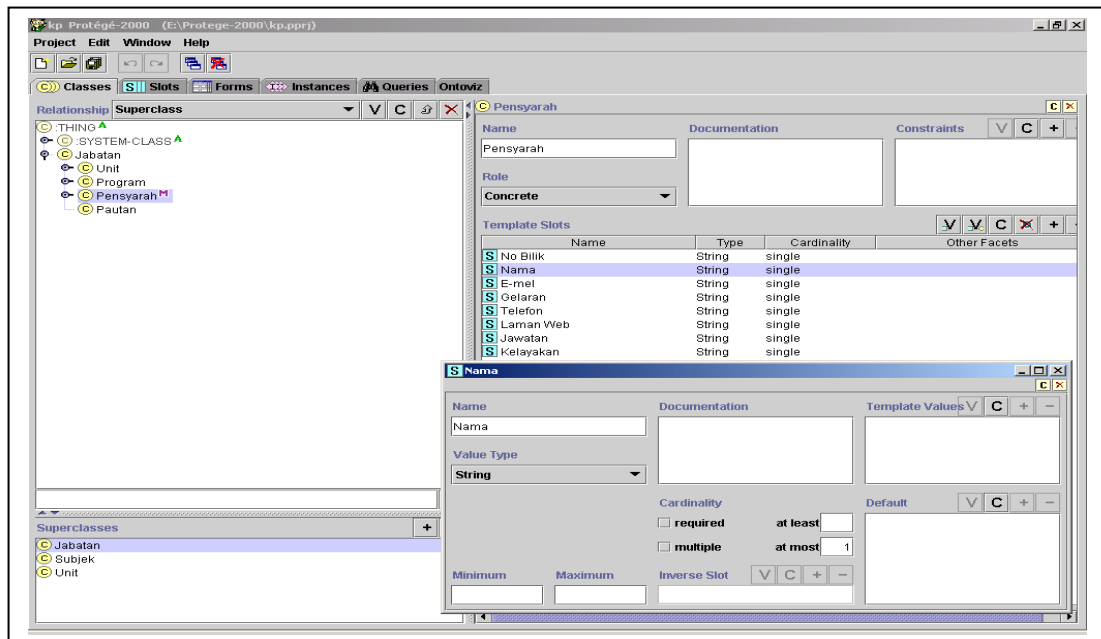 kp Protégé-2000 (E:\Protege-2000\kp.pprj)
Project Edit Window Help
C Classes S Slots Forms Instances Queries Ontoviz
Relationship Superclass V C
C :THING A
C :SYSTEM-CLASS A
C Jabatan
C Unit
C Program
C Pensyarah M
C Pautan
Superclasses +
C Jabatan
C Subjek
C Unit
C Pensyarah C
Name Documentation Constraints V C +
Pensyarah
Role
Concrete
Template Slots V V C +
Name Type Cardinality Other Facets
S No Bilik String single
S Nama String single
S E-mel String single
S Gelaran String single
S Telefon String single
S Laman Web String single
S Jawatan String single
S Kelayakan String single
S Nama
C
Name Documentation Template Values V C + −
Nama
Value Type
String
Cardinality Default V C + −
required at least
multiple at most 1
Minimum Maximum Inverse Slot V C + −